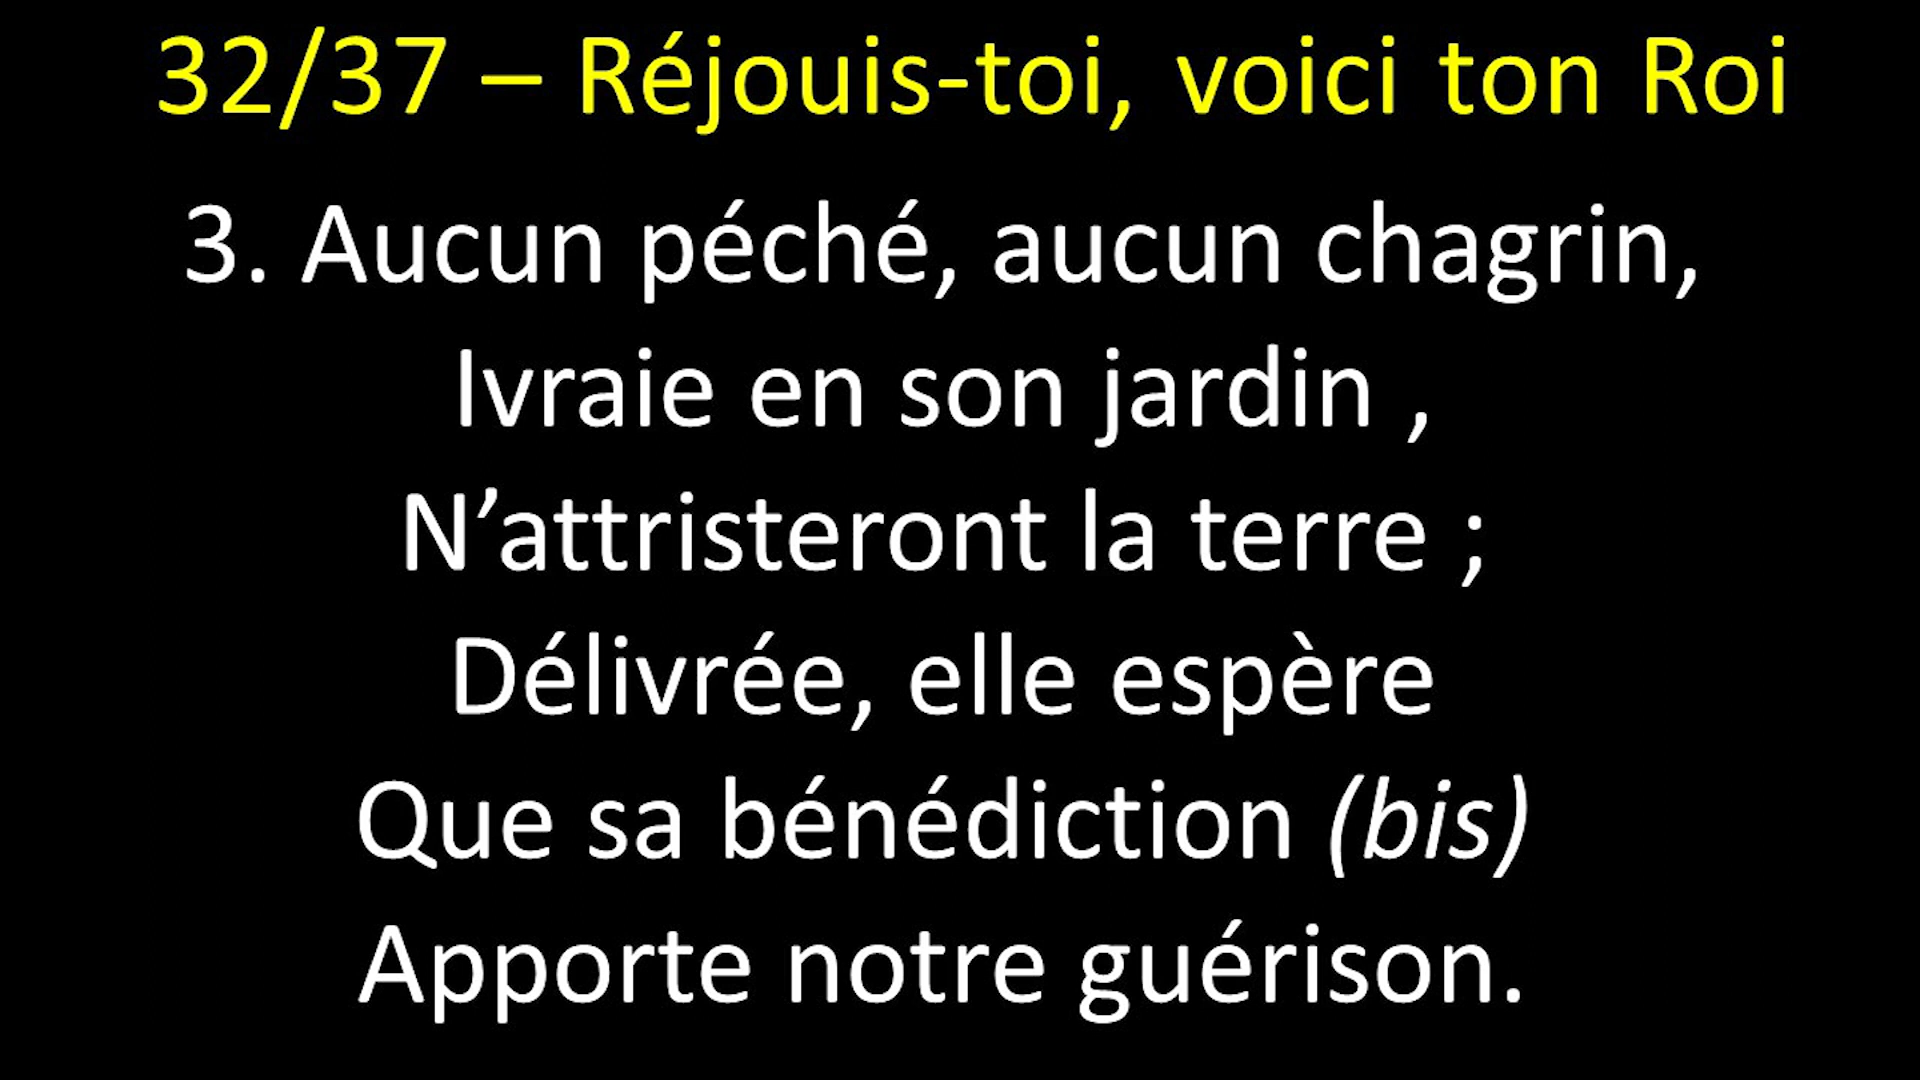 32/37 – Réjouis-toi, voici ton Roi
3. Aucun péché, aucun chagrin,
Ivraie en son jardin ,
N’attristeront la terre ;
Délivrée, elle espère
Que sa bénédiction (bis)
Apporte notre guérison.